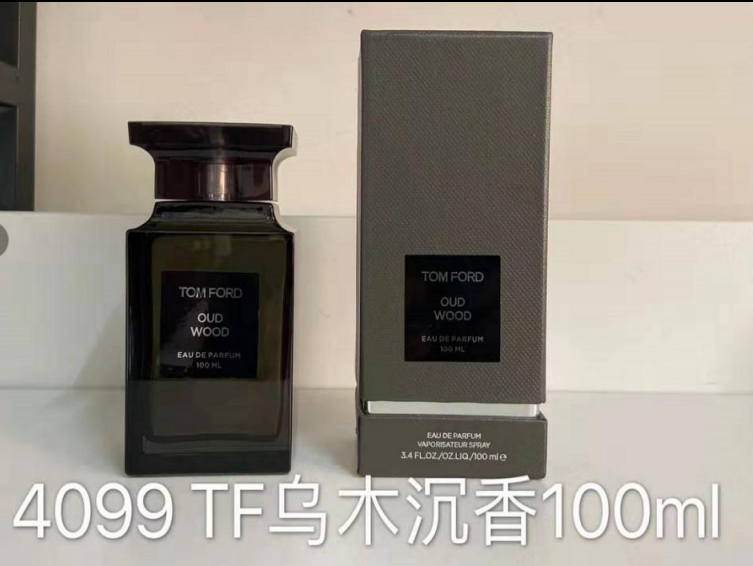 TOM FORD
OUD
WOOD
EAU DE PARFUM
100 ML
TOM FORD
OUD
WOOD
EAU DE PARFUM
100 ML
EAU DE PARFUM
VAPORISATEUR SPRAY
3.4 FL.OZ./OZ.LIQ./100 ml ℮
4099 TF乌木沉香100ml